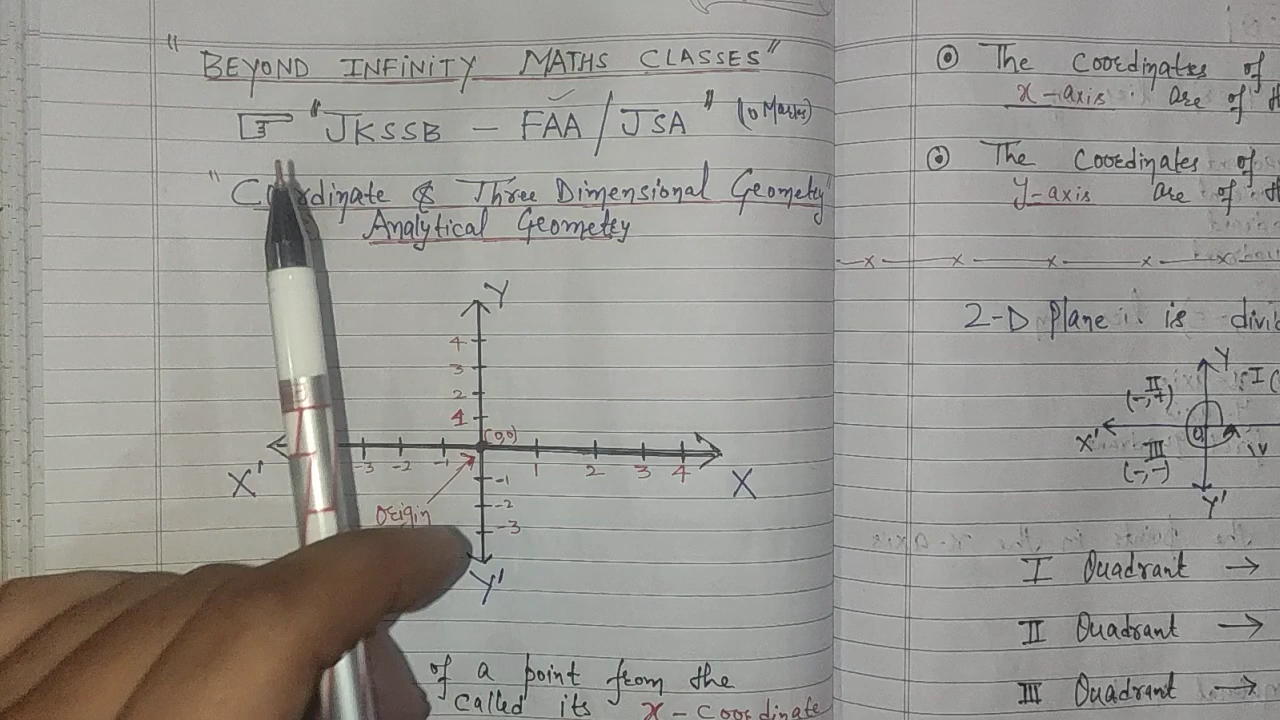 " BEYOND INFINITY MATHS CLASSES "
" JKSSB - FAA / JSA " (10 Marks)
" Coordinate & Three Dimensional Geometry "
Analytical Geometry
Y
4
3
2
1
(0,0)
-3 -2 -1 1 2 3 4
X' X
-1
Origin
-2
-3
Y'
of a point from the
called its x-coordinate
The Coordinates of
x-axis are of
The Coordinates of
y-axis are of
2-D Plane is
Y
II I
(-,+)
X' O
III IV
(-,-)
Y'
I Quadrant →
II Quadrant →
III Quadrant →